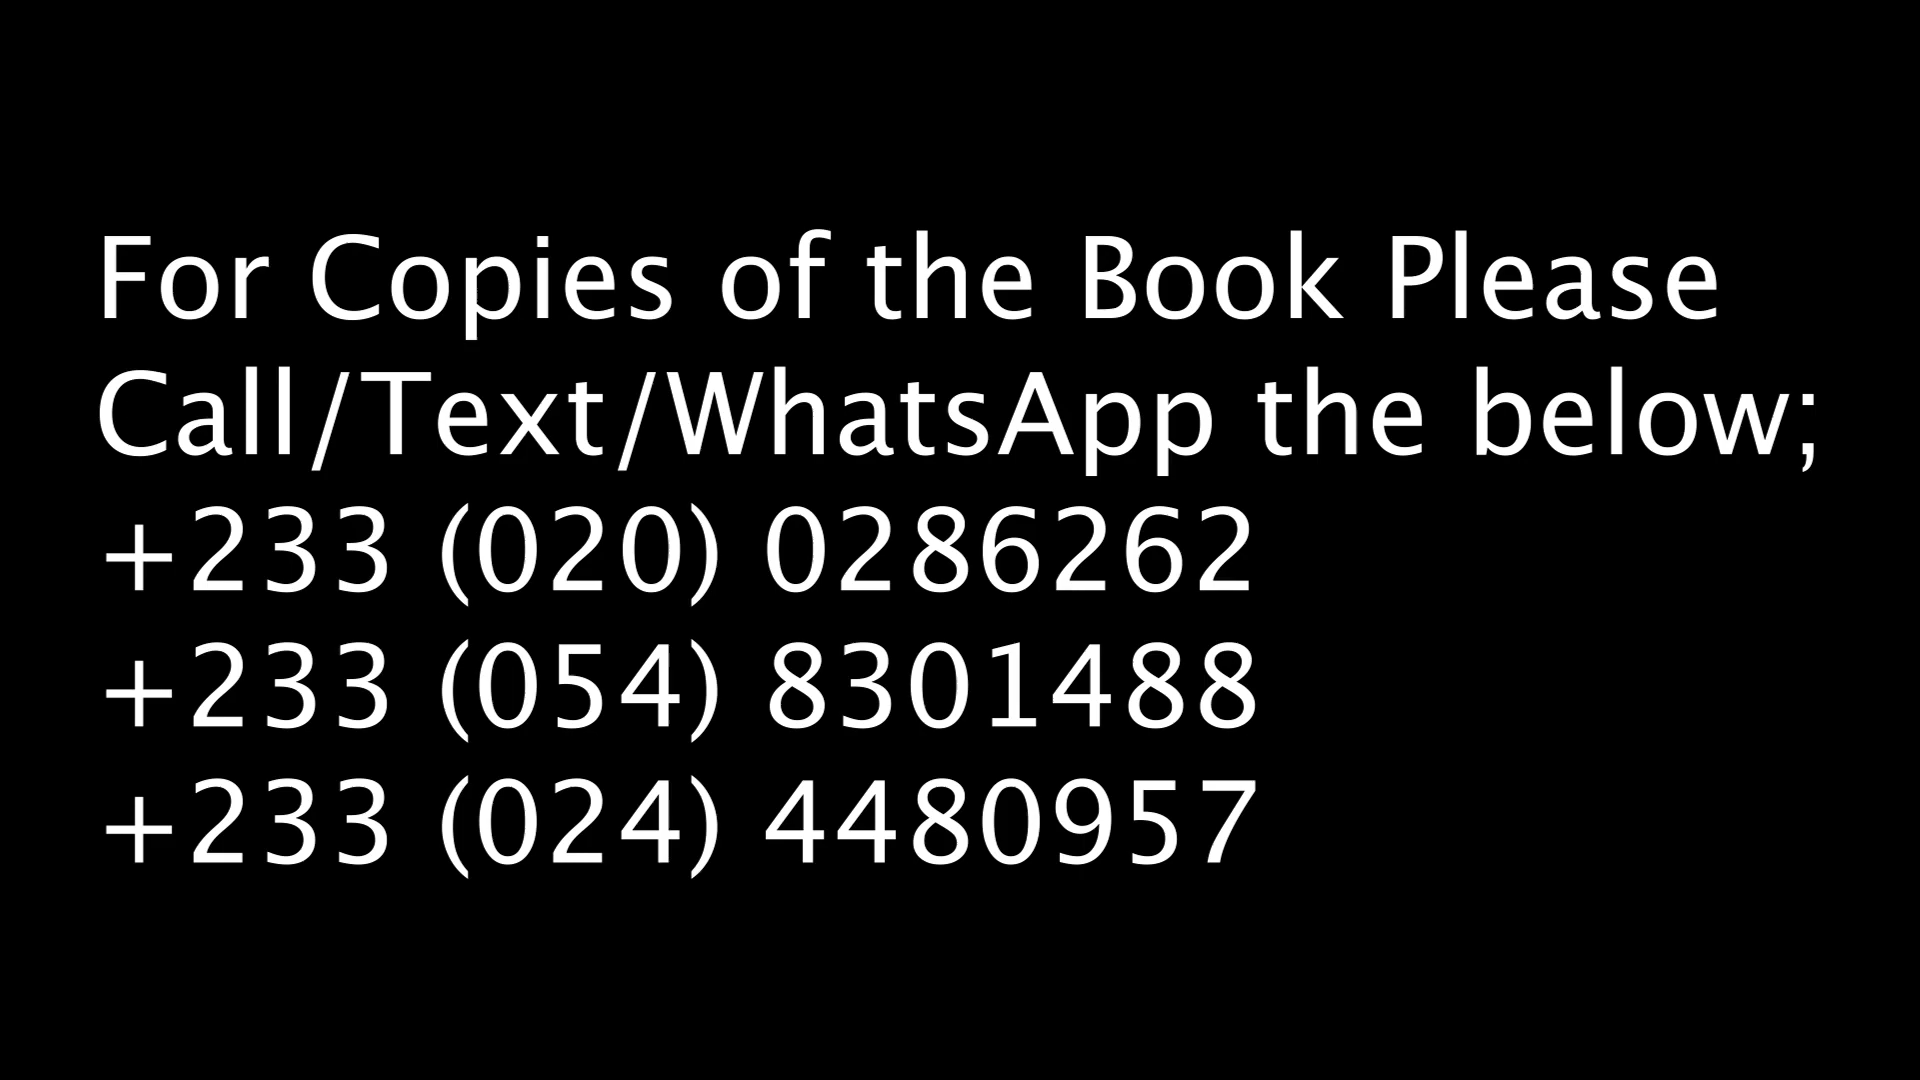 For Copies of the Book Please
Call/Text/WhatsApp the below;
+233 (020) 0286262
+233 (054) 8301488
+233 (024) 4480957